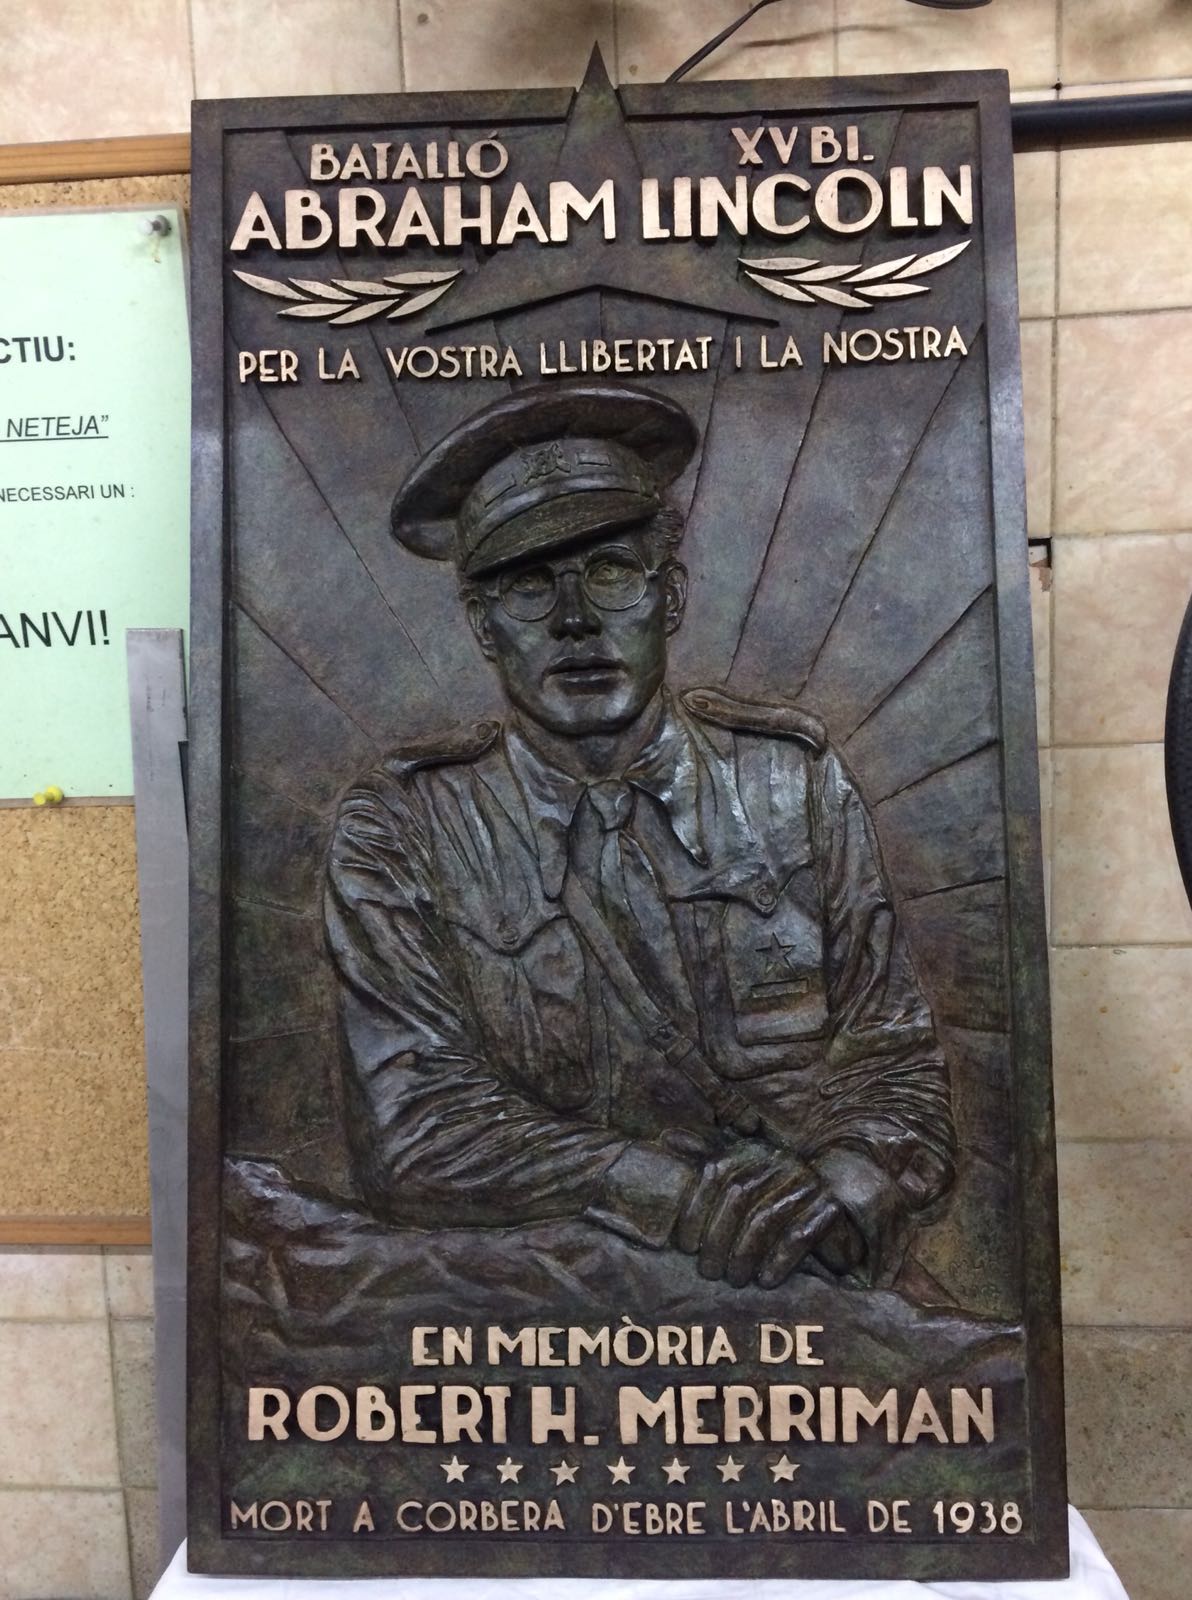 BATALLÓ XV BI.
ABRAHAM LINCOLN
PER LA VOSTRA LLIBERTAT I LA NOSTRA
EN MEMÒRIA DE
ROBERT H. MERRIMAN
MORT A CORBERA D'EBRE L'ABRIL DE 1938
CTIU:
NETEJA"
NECESSARI UN :
ANVI!